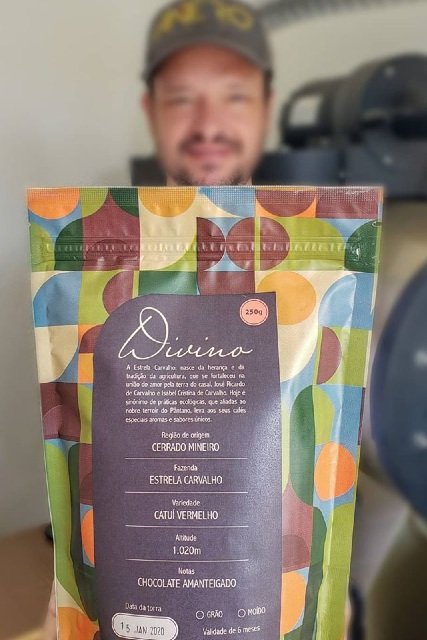 Divino
250g
A Estrela Carvalho nasce da herança e da
tradição da agricultura, que se fortaleceu na
união do amor pela terra do casal, José Ricardo
de Carvalho e Isabel Cristina de Carvalho. Hoje é
sinônimo de práticas ecológicas, que aliadas ao
nobre terroir do Pântano, leva aos seus cafés
especiais aromas e sabores únicos.
Região de origem
CERRADO MINEIRO
Fazenda
ESTRELA CARVALHO
Variedade
CATUÍ VERMELHO
Altitude
1.020m
Notas
CHOCOLATE AMANTEIGADO
Data da torra
15 JAN 2020
GRÃO
MOÍDO
Validade de 6 meses